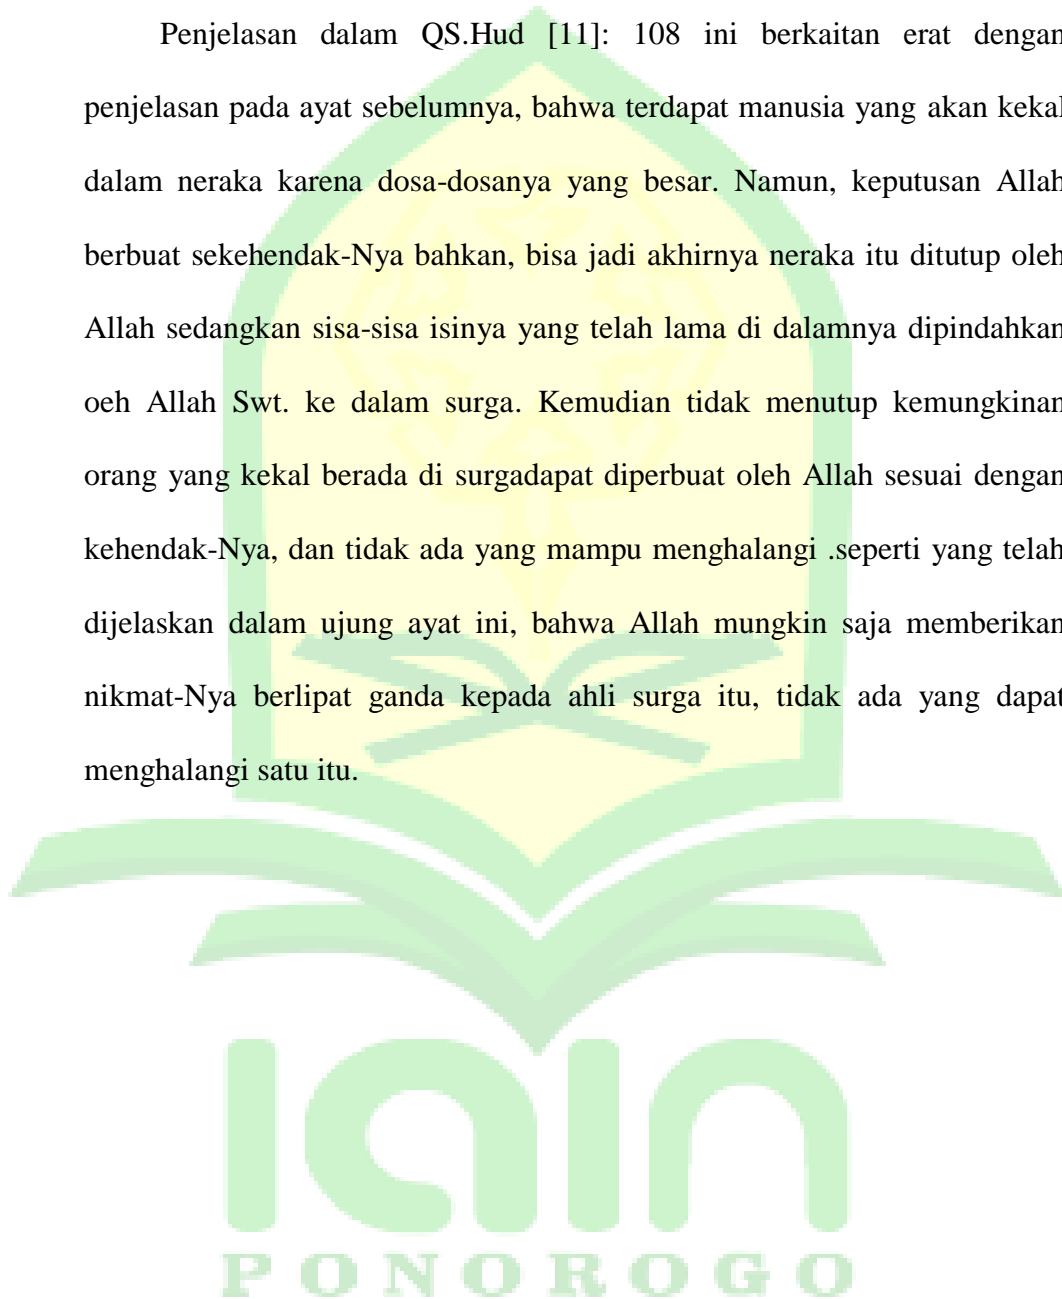 Penjelasan dalam QS.Hud [11]: 108 ini berkaitan erat dengan
penjelasan pada ayat sebelumnya, bahwa terdapat manusia yang akan kekal
dalam neraka karena dosa-dosanya yang besar. Namun, keputusan Allah
berbuat sekehendak-Nya bahkan, bisa jadi akhirnya neraka itu ditutup oleh
Allah sedangkan sisa-sisa isinya yang telah lama di dalamnya dipindahkan
oeh Allah Swt. ke dalam surga. Kemudian tidak menutup kemungkinan
orang yang kekal berada di surgadapat diperbuat oleh Allah sesuai dengan
kehendak-Nya, dan tidak ada yang mampu menghalangi .seperti yang telah
dijelaskan dalam ujung ayat ini, bahwa Allah mungkin saja memberikan
nikmat-Nya berlipat ganda kepada ahli surga itu, tidak ada yang dapat
menghalangi satu itu.
IAIN
PONOROGO